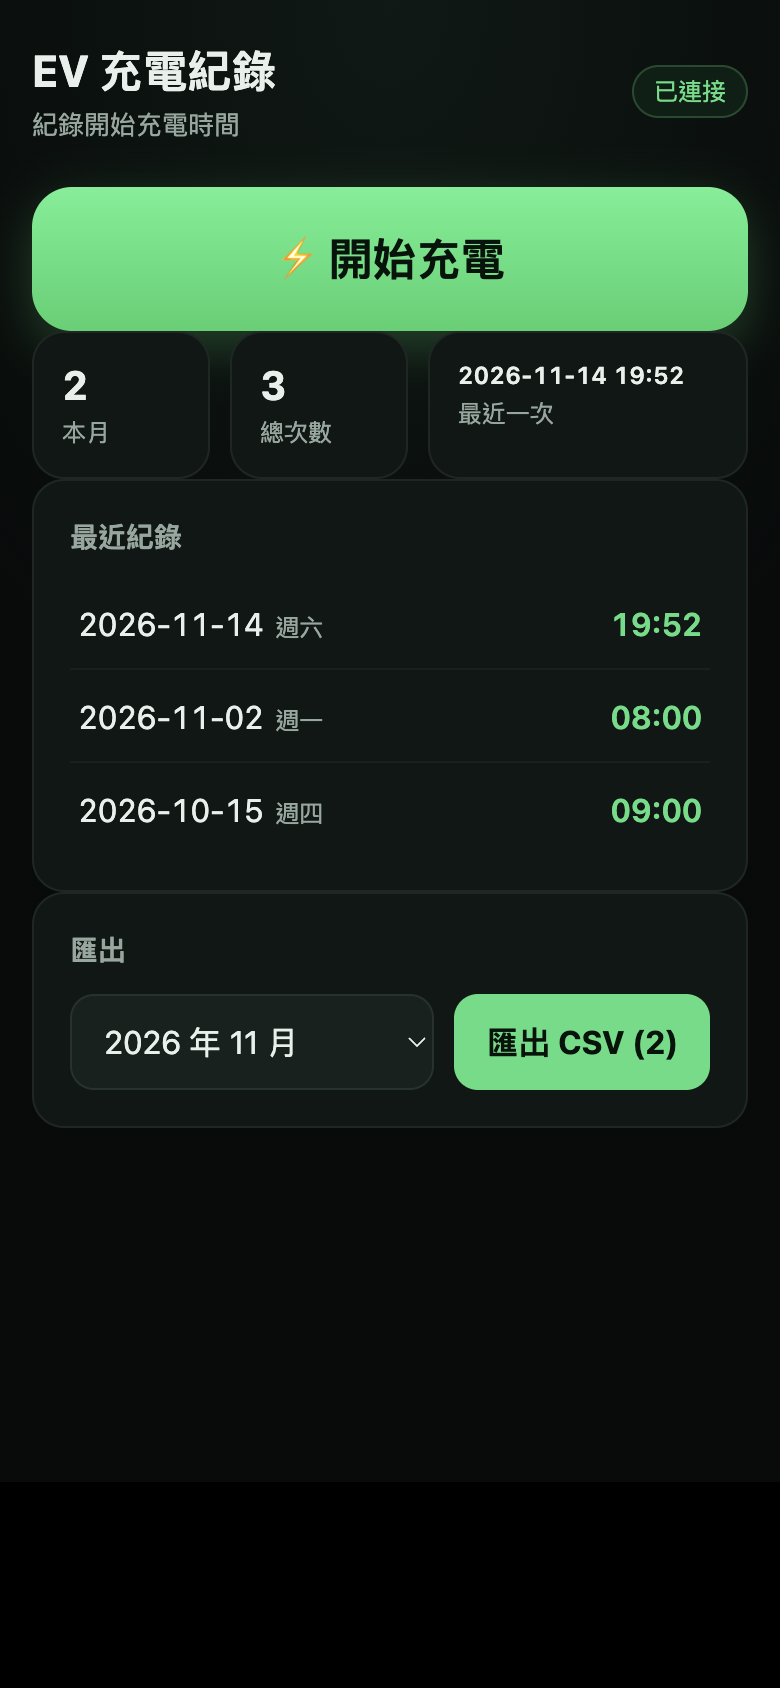 EV 充電紀錄
紀錄開始充電時間
已連接
⚡ 開始充電
2
本月
3
總次數
2026-11-14 19:52
最近一次
最近紀錄
2026-11-14 週六 19:52
2026-11-02 週一 08:00
2026-10-15 週四 09:00
匯出
2026 年 11 月
匯出 CSV (2)